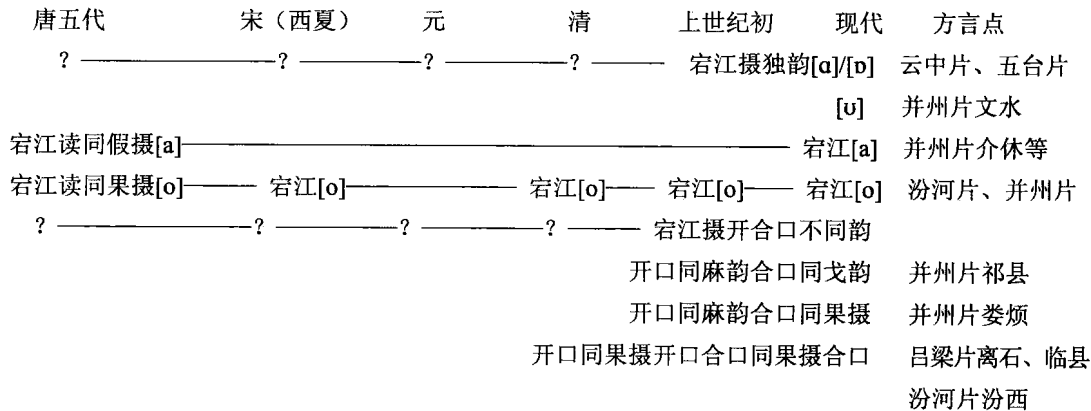 唐五代 宋（西夏） 元 清 上世纪初 现代 方言点
? ——— ? ——— ? ——— ? —— 宕江摄独韵[ɑ]/[ɒ] 云中片、五台片
[ʊ] 并州片文水
宕江读同假摄[a]——————宕江[a] 并州片介休等
宕江读同果摄[o]—— 宕江[o]———— 宕江[o]—— 宕江[o]—— 宕江[o] 汾河片、并州片
? ——— ? ——— ? ——— ? —— 宕江摄开合口不同韵
开口同麻韵合口同戈韵 并州片祁县
开口同麻韵合口同果摄 并州片娄烦
开口同果摄开口合口同果摄合口 吕梁片离石、临县
汾河片汾西